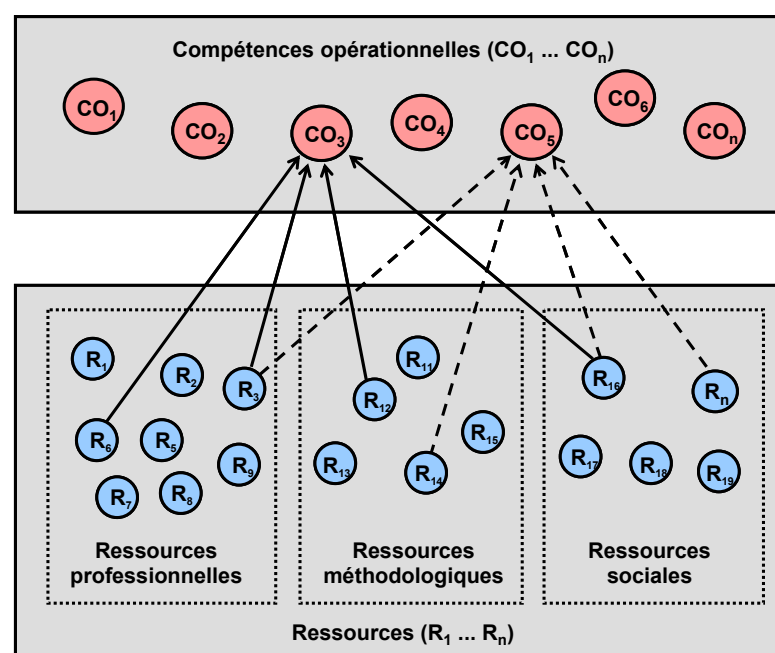 Compétences opérationnelles (CO₁ ... COₙ)
CO₁
CO₂
CO₃
CO₄
CO₅
CO₆
COₙ
R₁
R₂
R₃
R₆
R₅
R₉
R₇
R₈
Ressources
professionnelles
R₁₁
R₁₂
R₁₅
R₁₃
R₁₄
Ressources
méthodologiques
R₁₆
Rₙ
R₁₇
R₁₈
R₁₉
Ressources
sociales
Ressources (R₁ ... Rₙ)